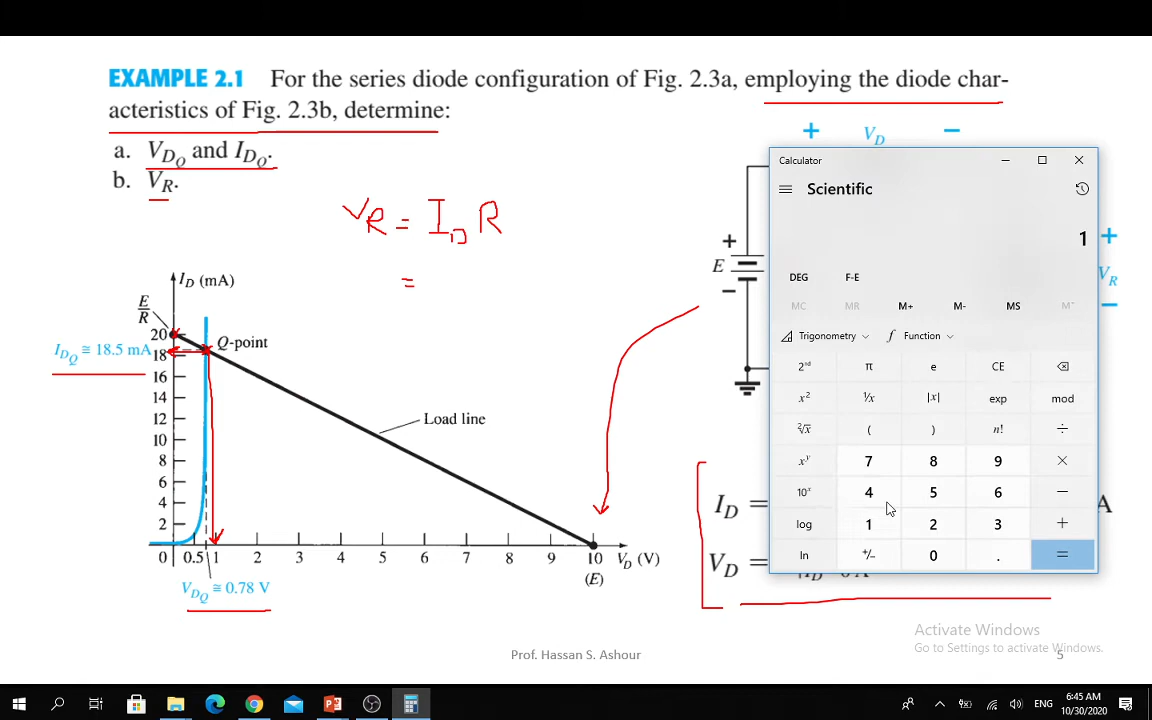 EXAMPLE 2.1 For the series diode configuration of Fig. 2.3a, employing the diode char-
acteristics of Fig. 2.3b, determine:
a. VDQ and IDQ.
b. VR.
VR = ID R
=
+ VD −
+
E
−
+
VR
−
ID (mA)
E/R
20
18
16
14
12
10
8
6
4
2
IDQ ≅ 18.5 mA
Q-point
Load line
0 0.5 1 2 3 4 5 6 7 8 9 10 VD (V)
(E)
VDQ ≅ 0.78 V
ID =
A
VD =
Calculator
Scientific
1
DEG F-E
MC MR M+ M- MS M˅
Trigonometry Function
2ⁿᵈ π e CE
x² ¹/x |x| exp mod
²√x ( ) n! ÷
xʸ 7 8 9 ×
10ˣ 4 5 6 −
log 1 2 3 +
ln +/− 0 . =
Activate Windows
Go to Settings to activate Windows.
Prof. Hassan S. Ashour
5
ENG
6:45 AM
10/30/2020